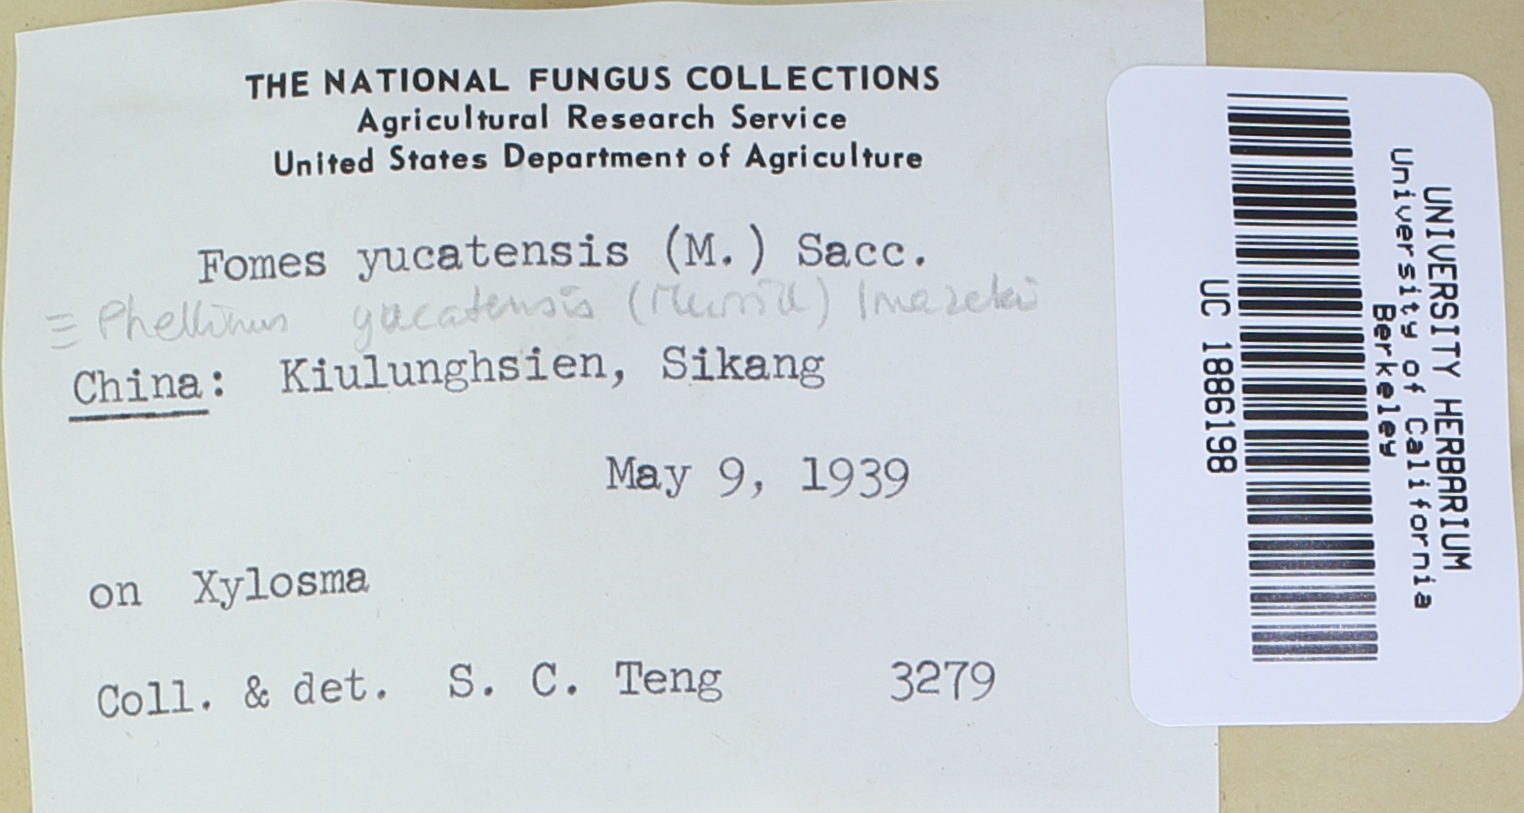 THE NATIONAL FUNGUS COLLECTIONS
Agricultural Research Service
United States Department of Agriculture
Fomes yucatensis (M.) Sacc.
≡ Phellinus yucatensis (Murrill) Imazeki
China: Kiulunghsien, Sikang
May 9, 1939
on Xylosma
Coll. & det. S. C. Teng 3279
UNIVERSITY HERBARIUM
University of California
Berkeley
UC 1886198